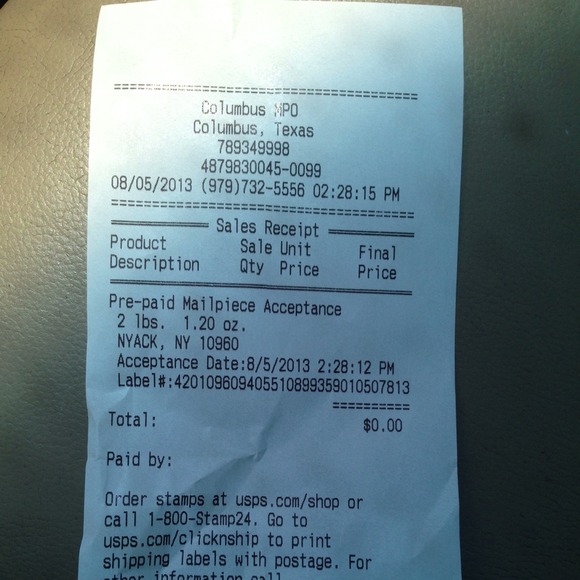 Columbus MPO
Columbus, Texas
789349998
4879830045-0099
08/05/2013 (979)732-5556 02:28:15 PM
Sales Receipt
Product Sale Unit Final
Description Qty Price Price
Pre-paid Mailpiece Acceptance
2 lbs. 1.20 oz.
NYACK, NY 10960
Acceptance Date:8/5/2013 2:28:12 PM
Label#:420109609405510899359010507813
Total: $0.00
Paid by:
Order stamps at usps.com/shop or
call 1-800-Stamp24. Go to
usps.com/clicknship to print
shipping labels with postage. For
other information call